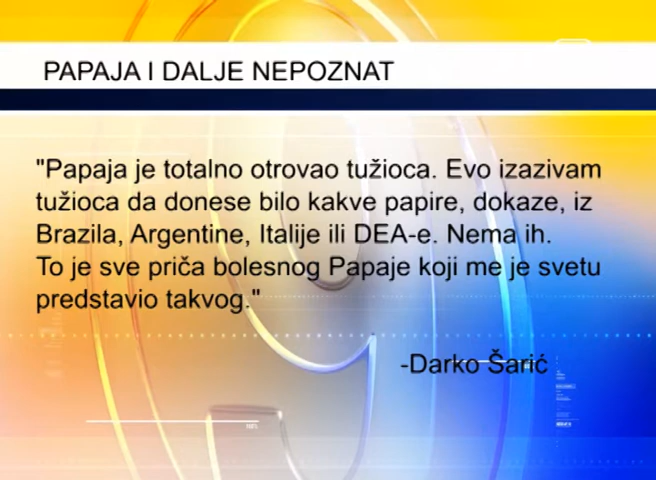 PAPAJA I DALJE NEPOZNAT
"Papaja je totalno otrovao tužioca. Evo izazivam
tužioca da donese bilo kakve papire, dokaze, iz
Brazila, Argentine, Italije ili DEA-e. Nema ih.
To je sve priča bolesnog Papaje koji me je svetu
predstavio takvog."
-Darko Šarić